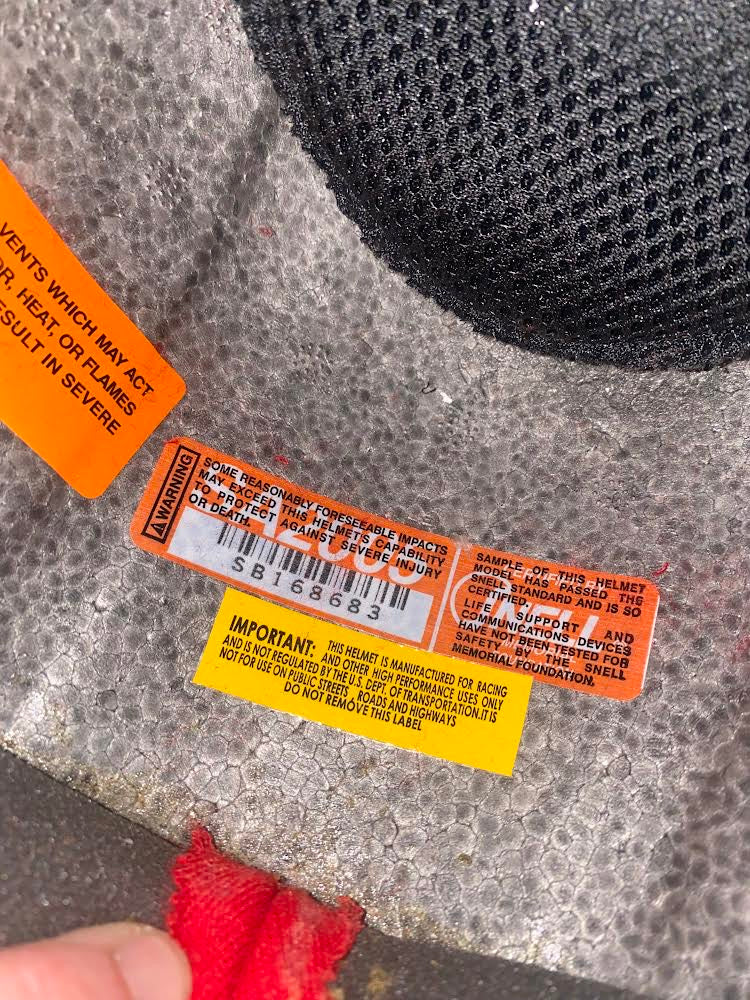 VENTS WHICH MAY ACT
OR, HEAT, OR FLAMES
RESULT IN SEVERE
WARNING
SOME REASONABLY FORESEEABLE IMPACTS
MAY EXCEED THIS HELMET'S CAPABILITY
TO PROTECT AGAINST SEVERE INJURY
OR DEATH.
SB168683
SAMPLE OF THIS HELMET
MODEL HAS PASSED THE
SNELL STANDARD AND IS SO
CERTIFIED.
LIFE SUPPORT AND
COMMUNICATIONS DEVICES
HAVE NOT BEEN TESTED FOR
SAFETY BY THE SNELL
MEMORIAL FOUNDATION.
IMPORTANT: THIS HELMET IS MANUFACTURED FOR RACING
AND OTHER HIGH PERFORMANCE USES ONLY
AND IS NOT REGULATED BY THE U.S. DEPT. OF TRANSPORTATION.IT IS
NOT FOR USE ON PUBLIC STREETS, ROADS AND HIGHWAYS
DO NOT REMOVE THIS LABEL